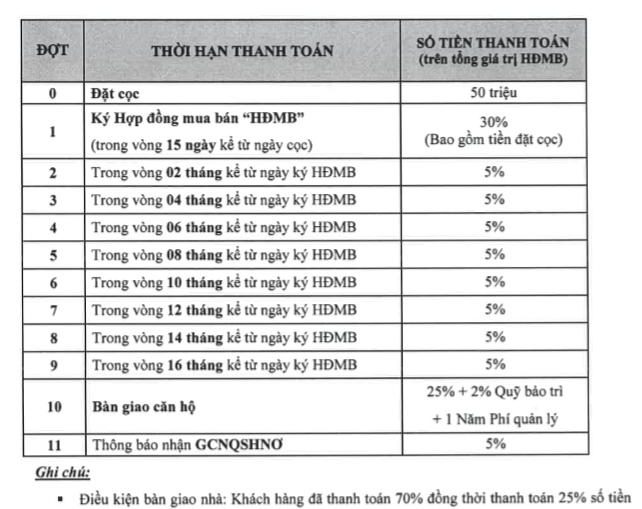 ĐỢT THỜI HẠN THANH TOÁN SỐ TIỀN THANH TOÁN
(trên tổng giá trị HĐMB)
0 Đặt cọc 50 triệu
1 Ký Hợp đồng mua bán “HĐMB” 30%
(trong vòng 15 ngày kể từ ngày cọc) (Bao gồm tiền đặt cọc)
2 Trong vòng 02 tháng kể từ ngày ký HĐMB 5%
3 Trong vòng 04 tháng kể từ ngày ký HĐMB 5%
4 Trong vòng 06 tháng kể từ ngày ký HĐMB 5%
5 Trong vòng 08 tháng kể từ ngày ký HĐMB 5%
6 Trong vòng 10 tháng kể từ ngày ký HĐMB 5%
7 Trong vòng 12 tháng kể từ ngày ký HĐMB 5%
8 Trong vòng 14 tháng kể từ ngày ký HĐMB 5%
9 Trong vòng 16 tháng kể từ ngày ký HĐMB 5%
10 Bàn giao căn hộ 25% + 2% Quỹ bảo trì
+ 1 Năm Phí quản lý
11 Thông báo nhận GCNQSHNƠ 5%
Ghi chú:
▪ Điều kiện bàn giao nhà: Khách hàng đã thanh toán 70% đồng thời thanh toán 25% số tiền